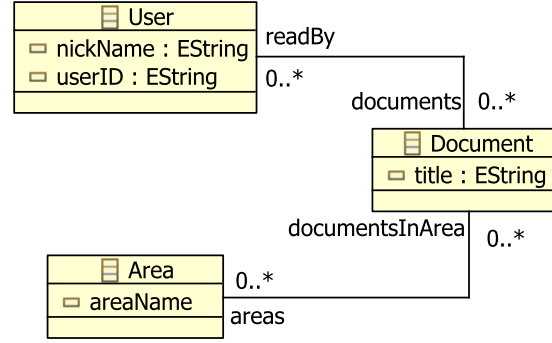 User
nickName : EString
userID : EString
readBy
0..*
documents
0..*
Document
title : EString
documentsInArea
0..*
Area
areaName
0..*
areas